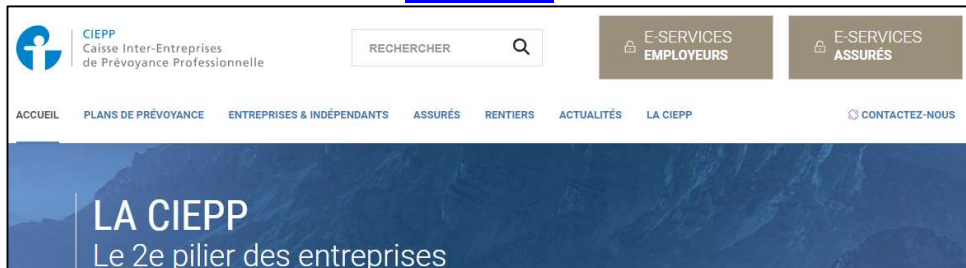 CIEPP
Caisse Inter-Entreprises
de Prévoyance Professionnelle
RECHERCHER
E-SERVICES
EMPLOYEURS
E-SERVICES
ASSURÉS
ACCUEIL PLANS DE PRÉVOYANCE ENTREPRISES & INDÉPENDANTS ASSURÉS RENTIERS ACTUALITÉS LA CIEPP CONTACTEZ-NOUS
LA CIEPP
Le 2e pilier des entreprises